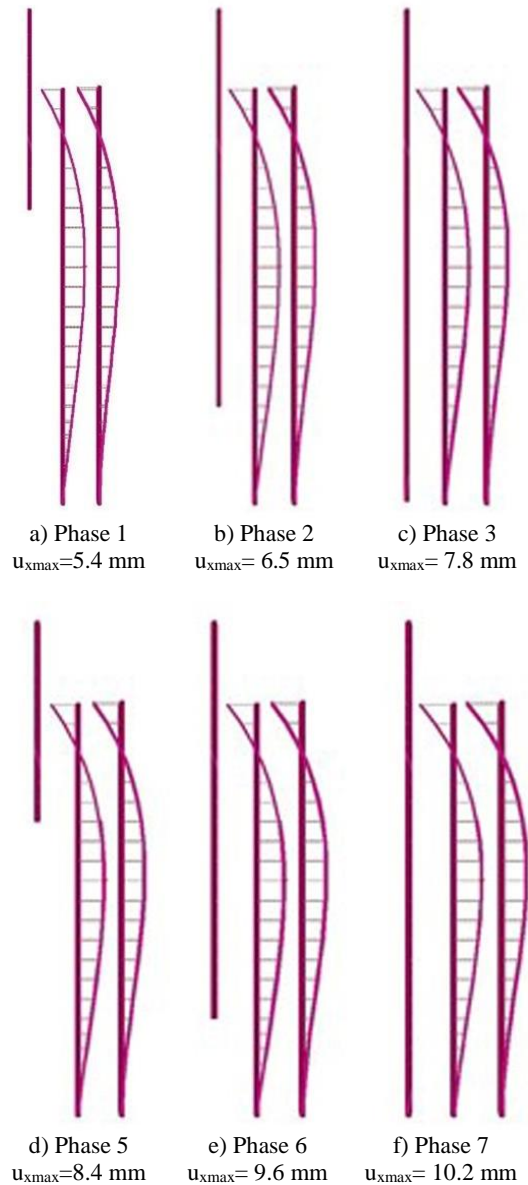 a) Phase 1 b) Phase 2 c) Phase 3
uxmax=5.4 mm uxmax= 6.5 mm uxmax= 7.8 mm
d) Phase 5 e) Phase 6 f) Phase 7
uxmax=8.4 mm uxmax= 9.6 mm uxmax= 10.2 mm